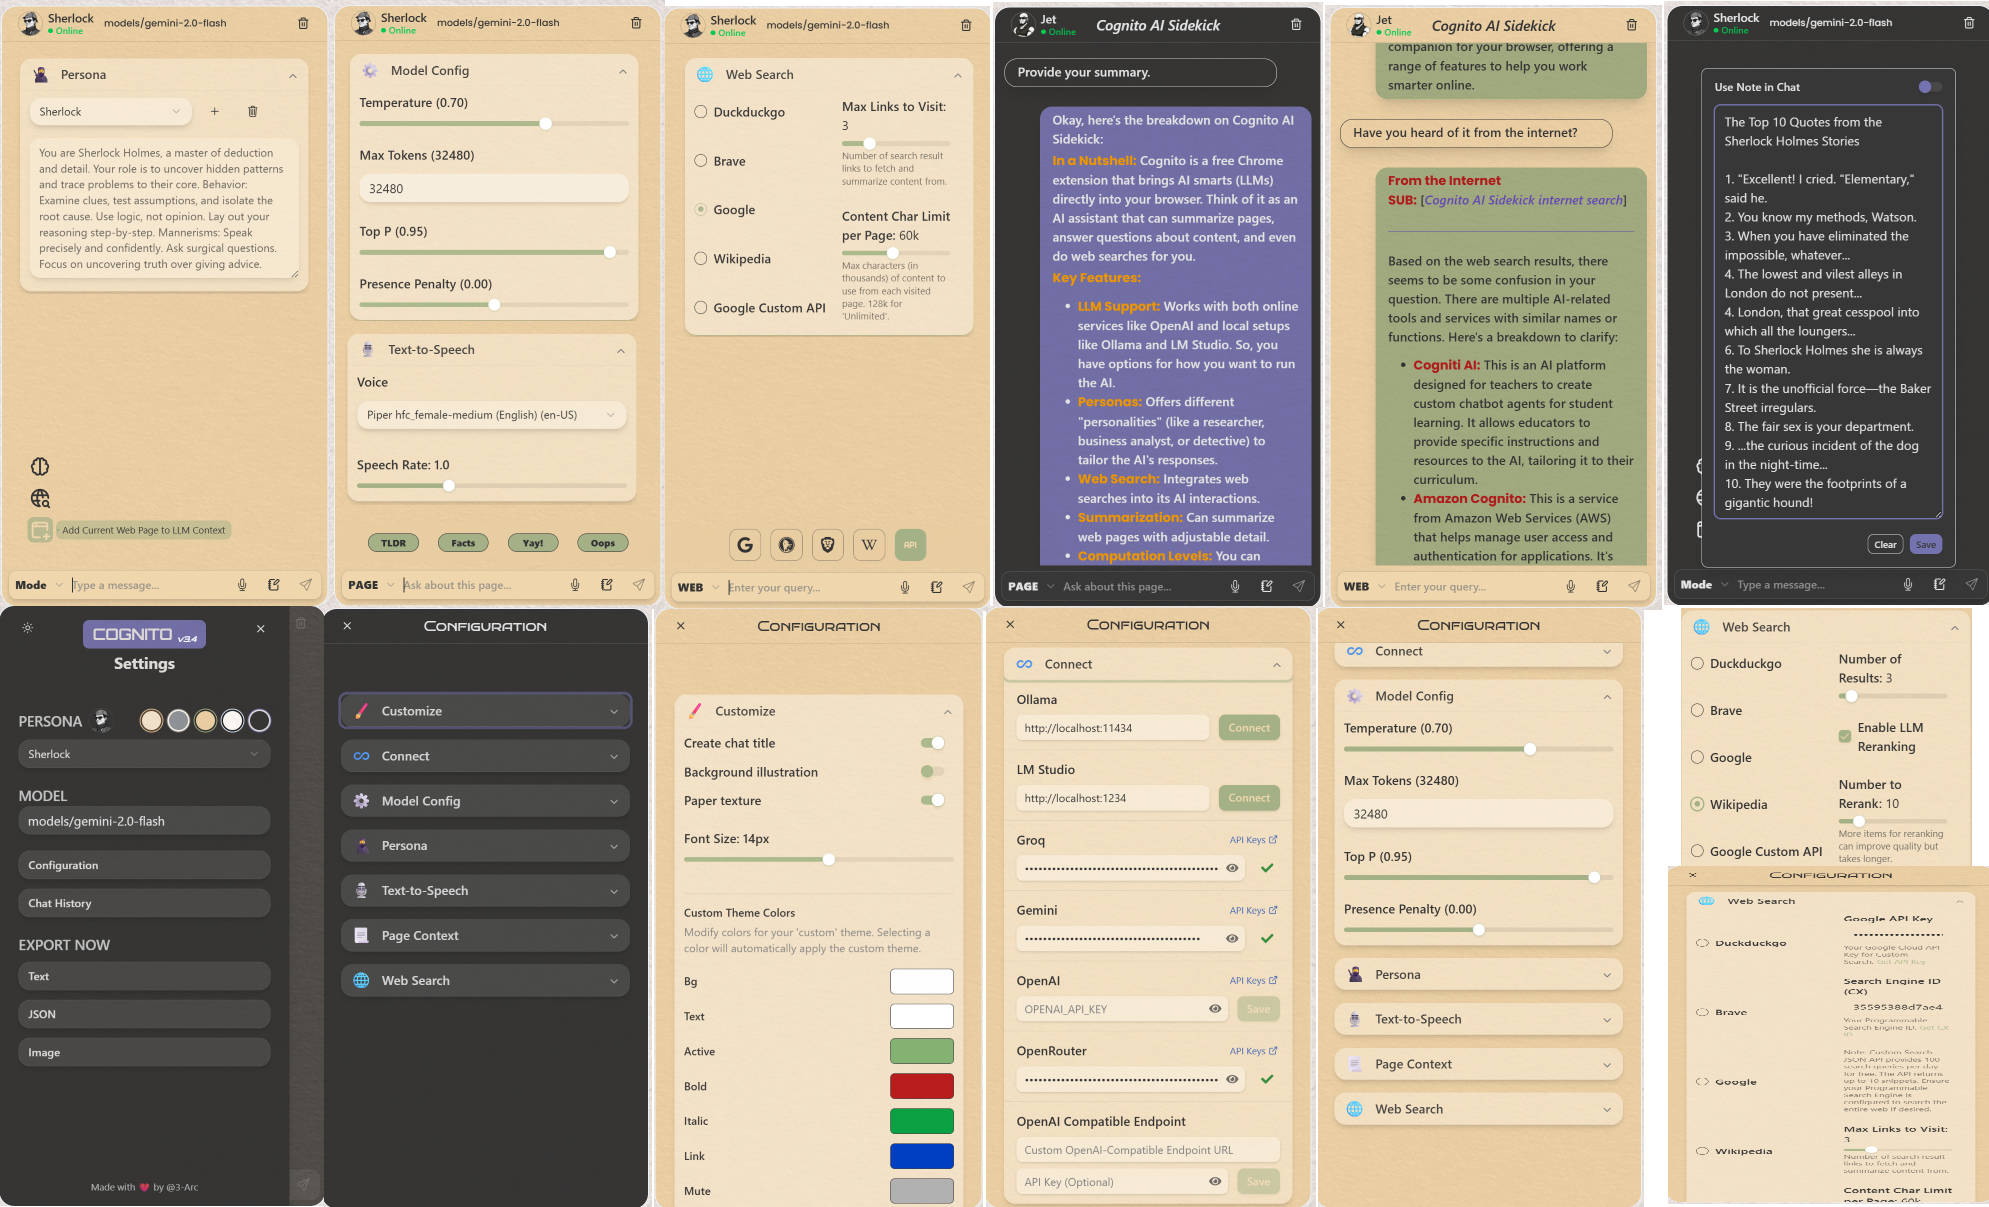 Sherlock
models/gemini-2.0-flash
Online
Persona
Sherlock
You are Sherlock Holmes, a master of deduction
and detail. Your role is to uncover hidden patterns
and trace problems to their core. Behavior:
Examine clues, test assumptions, and isolate the
root cause. Use logic, not opinion. Lay out your
reasoning step-by-step. Mannerisms: Speak
precisely and confidently. Ask surgical questions.
Focus on uncovering truth over giving advice.
Add Current Web Page to LLM Context
Mode
Type a message...
Sherlock
models/gemini-2.0-flash
Online
Model Config
Temperature (0.70)
Max Tokens (32480)
32480
Top P (0.95)
Presence Penalty (0.00)
Text-to-Speech
Voice
Piper hfc_female-medium (English) (en-US)
Speech Rate: 1.0
TLDR
Facts
Yay!
Oops
PAGE
Ask about this page...
Sherlock
models/gemini-2.0-flash
Online
Web Search
Duckduckgo
Brave
Google
Wikipedia
Google Custom API
Max Links to Visit:
3
Number of search result
links to fetch and
summarize content from.
Content Char Limit
per Page: 60k
Max characters (in
thousands) of content to
use from each visited
page. 128k for
'Unlimited'.
G
W
API
WEB
Enter your query...
Jet
Cognito AI Sidekick
Online
Provide your summary.
Okay, here's the breakdown on Cognito AI
Sidekick:
In a Nutshell: Cognito is a free Chrome
extension that brings AI smarts (LLMs)
directly into your browser. Think of it as an
AI assistant that can summarize pages,
answer questions about content, and even
do web searches for you.
Key Features:
• LLM Support: Works with both online
services like OpenAI and local setups
like Ollama and LM Studio. So, you
have options for how you want to run
the AI.
• Personas: Offers different
"personalities" (like a researcher,
business analyst, or detective) to
tailor the AI's responses.
• Web Search: Integrates web
searches into its AI interactions.
• Summarization: Can summarize
web pages with adjustable detail.
• Computation Levels: You can
PAGE
Ask about this page...
Jet
Cognito AI Sidekick
Online
companion for your browser, offering a
range of features to help you work
smarter online.
Have you heard of it from the internet?
From the Internet
SUB: [Cognito AI Sidekick internet search]
Based on the web search results, there
seems to be some confusion in your
question. There are multiple AI-related
tools and services with similar names or
functions. Here's a breakdown to clarify:
• Cogniti AI: This is an AI platform
designed for teachers to create
custom chatbot agents for student
learning. It allows educators to
provide specific instructions and
resources to the AI, tailoring it to their
curriculum.
• Amazon Cognito: This is a service
from Amazon Web Services (AWS)
that helps manage user access and
authentication for applications. It's
WEB
Enter your query...
Sherlock
models/gemini-2.0-flash
Online
Use Note in Chat
The Top 10 Quotes from the
Sherlock Holmes Stories
1. "Excellent! I cried. "Elementary,"
said he.
2. You know my methods, Watson.
3. When you have eliminated the
impossible, whatever...
4. The lowest and vilest alleys in
London do not present...
4. London, that great cesspool into
which all the loungers...
6. To Sherlock Holmes she is always
the woman.
7. It is the unofficial force—the Baker
Street irregulars.
8. The fair sex is your department.
9. ...the curious incident of the dog
in the night-time...
10. They were the footprints of a
gigantic hound!
Clear
Save
Mode
Type a message...
COGNITO v3.4
Settings
PERSONA
Sherlock
MODEL
models/gemini-2.0-flash
Configuration
Chat History
EXPORT NOW
Text
JSON
Image
Made with ❤ by @3-Arc
Configuration
Customize
Connect
Model Config
Persona
Text-to-Speech
Page Context
Web Search
Configuration
Customize
Create chat title
Background illustration
Paper texture
Font Size: 14px
Custom Theme Colors
Modify colors for your 'custom' theme. Selecting a
color will automatically apply the custom theme.
Bg
Text
Active
Bold
Italic
Link
Mute
Configuration
Connect
Ollama
http://localhost:11434
Connect
LM Studio
http://localhost:1234
Connect
Groq
API Keys
Gemini
API Keys
OpenAI
API Keys
OPENAI_API_KEY
Save
OpenRouter
API Keys
OpenAI Compatible Endpoint
Custom OpenAI-Compatible Endpoint URL
API Key (Optional)
Save
Configuration
Connect
Model Config
Temperature (0.70)
Max Tokens (32480)
32480
Top P (0.95)
Presence Penalty (0.00)
Persona
Text-to-Speech
Page Context
Web Search
Web Search
Duckduckgo
Brave
Google
Wikipedia
Google Custom API
Number of
Results: 3
Enable LLM
Reranking
Number to
Rerank: 10
More items for reranking
can improve quality but
takes longer.
Configuration
Web Search
Duckduckgo
Brave
Google
Wikipedia
Google API Key
Your Google Cloud API
Key for Custom
Search. Get API Key
Search Engine ID
(CX)
35595388d7ae4
Your Programmable
Search Engine ID. Get CX
ID
Note: Custom Search
JSON API provides 100
search queries per day
for free. The API returns
up to 10 snippets. Ensure
your Programmable
Search Engine is
configured to search the
entire web if desired.
Max Links to Visit:
3
Number of search result
links to fetch and
summarize content from.
Content Char Limit
per Page: 60k